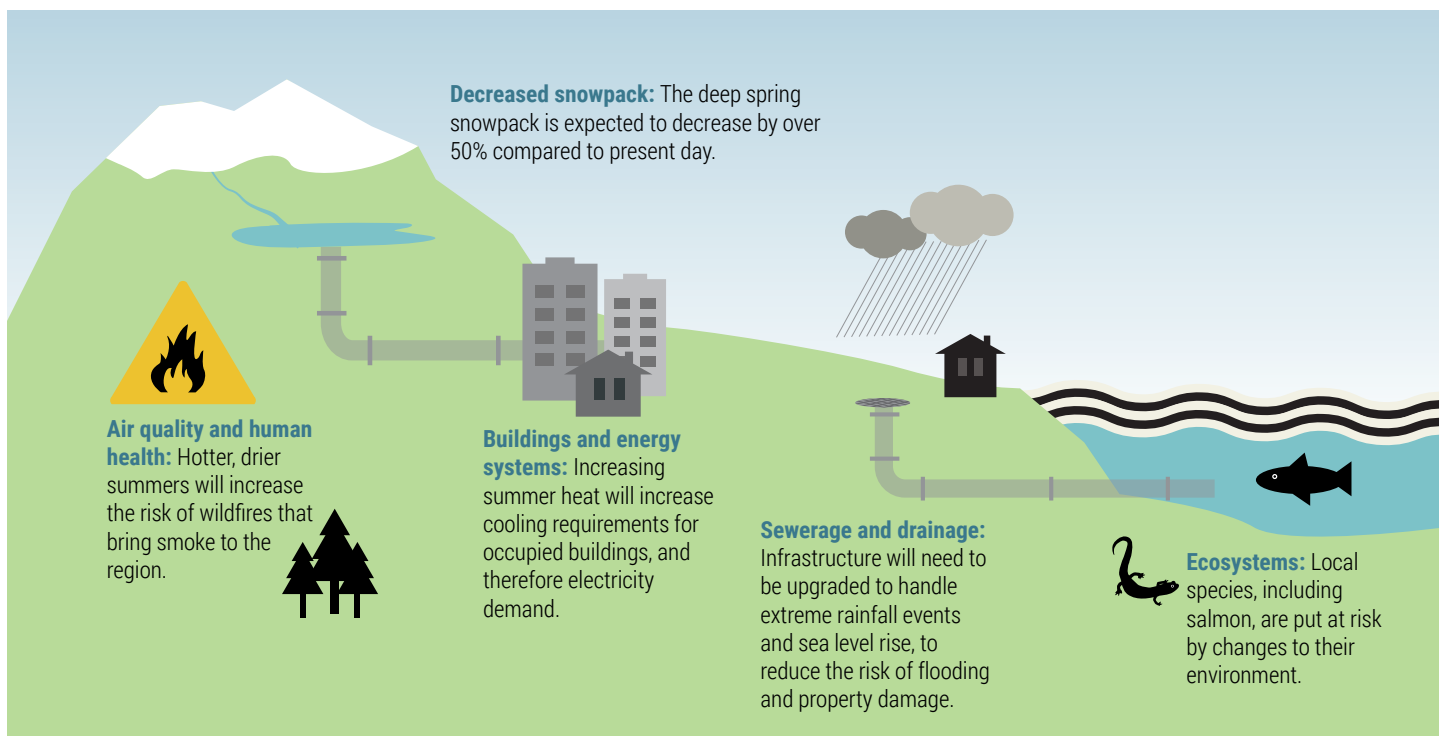 Decreased snowpack: The deep spring
snowpack is expected to decrease by over
50% compared to present day.
Air quality and human
health: Hotter, drier
summers will increase
the risk of wildfires that
bring smoke to the
region.
Buildings and energy
systems: Increasing
summer heat will increase
cooling requirements for
occupied buildings, and
therefore electricity
demand.
Sewerage and drainage:
Infrastructure will need to
be upgraded to handle
extreme rainfall events
and sea level rise, to
reduce the risk of flooding
and property damage.
Ecosystems: Local
species, including
salmon, are put at risk
by changes to their
environment.